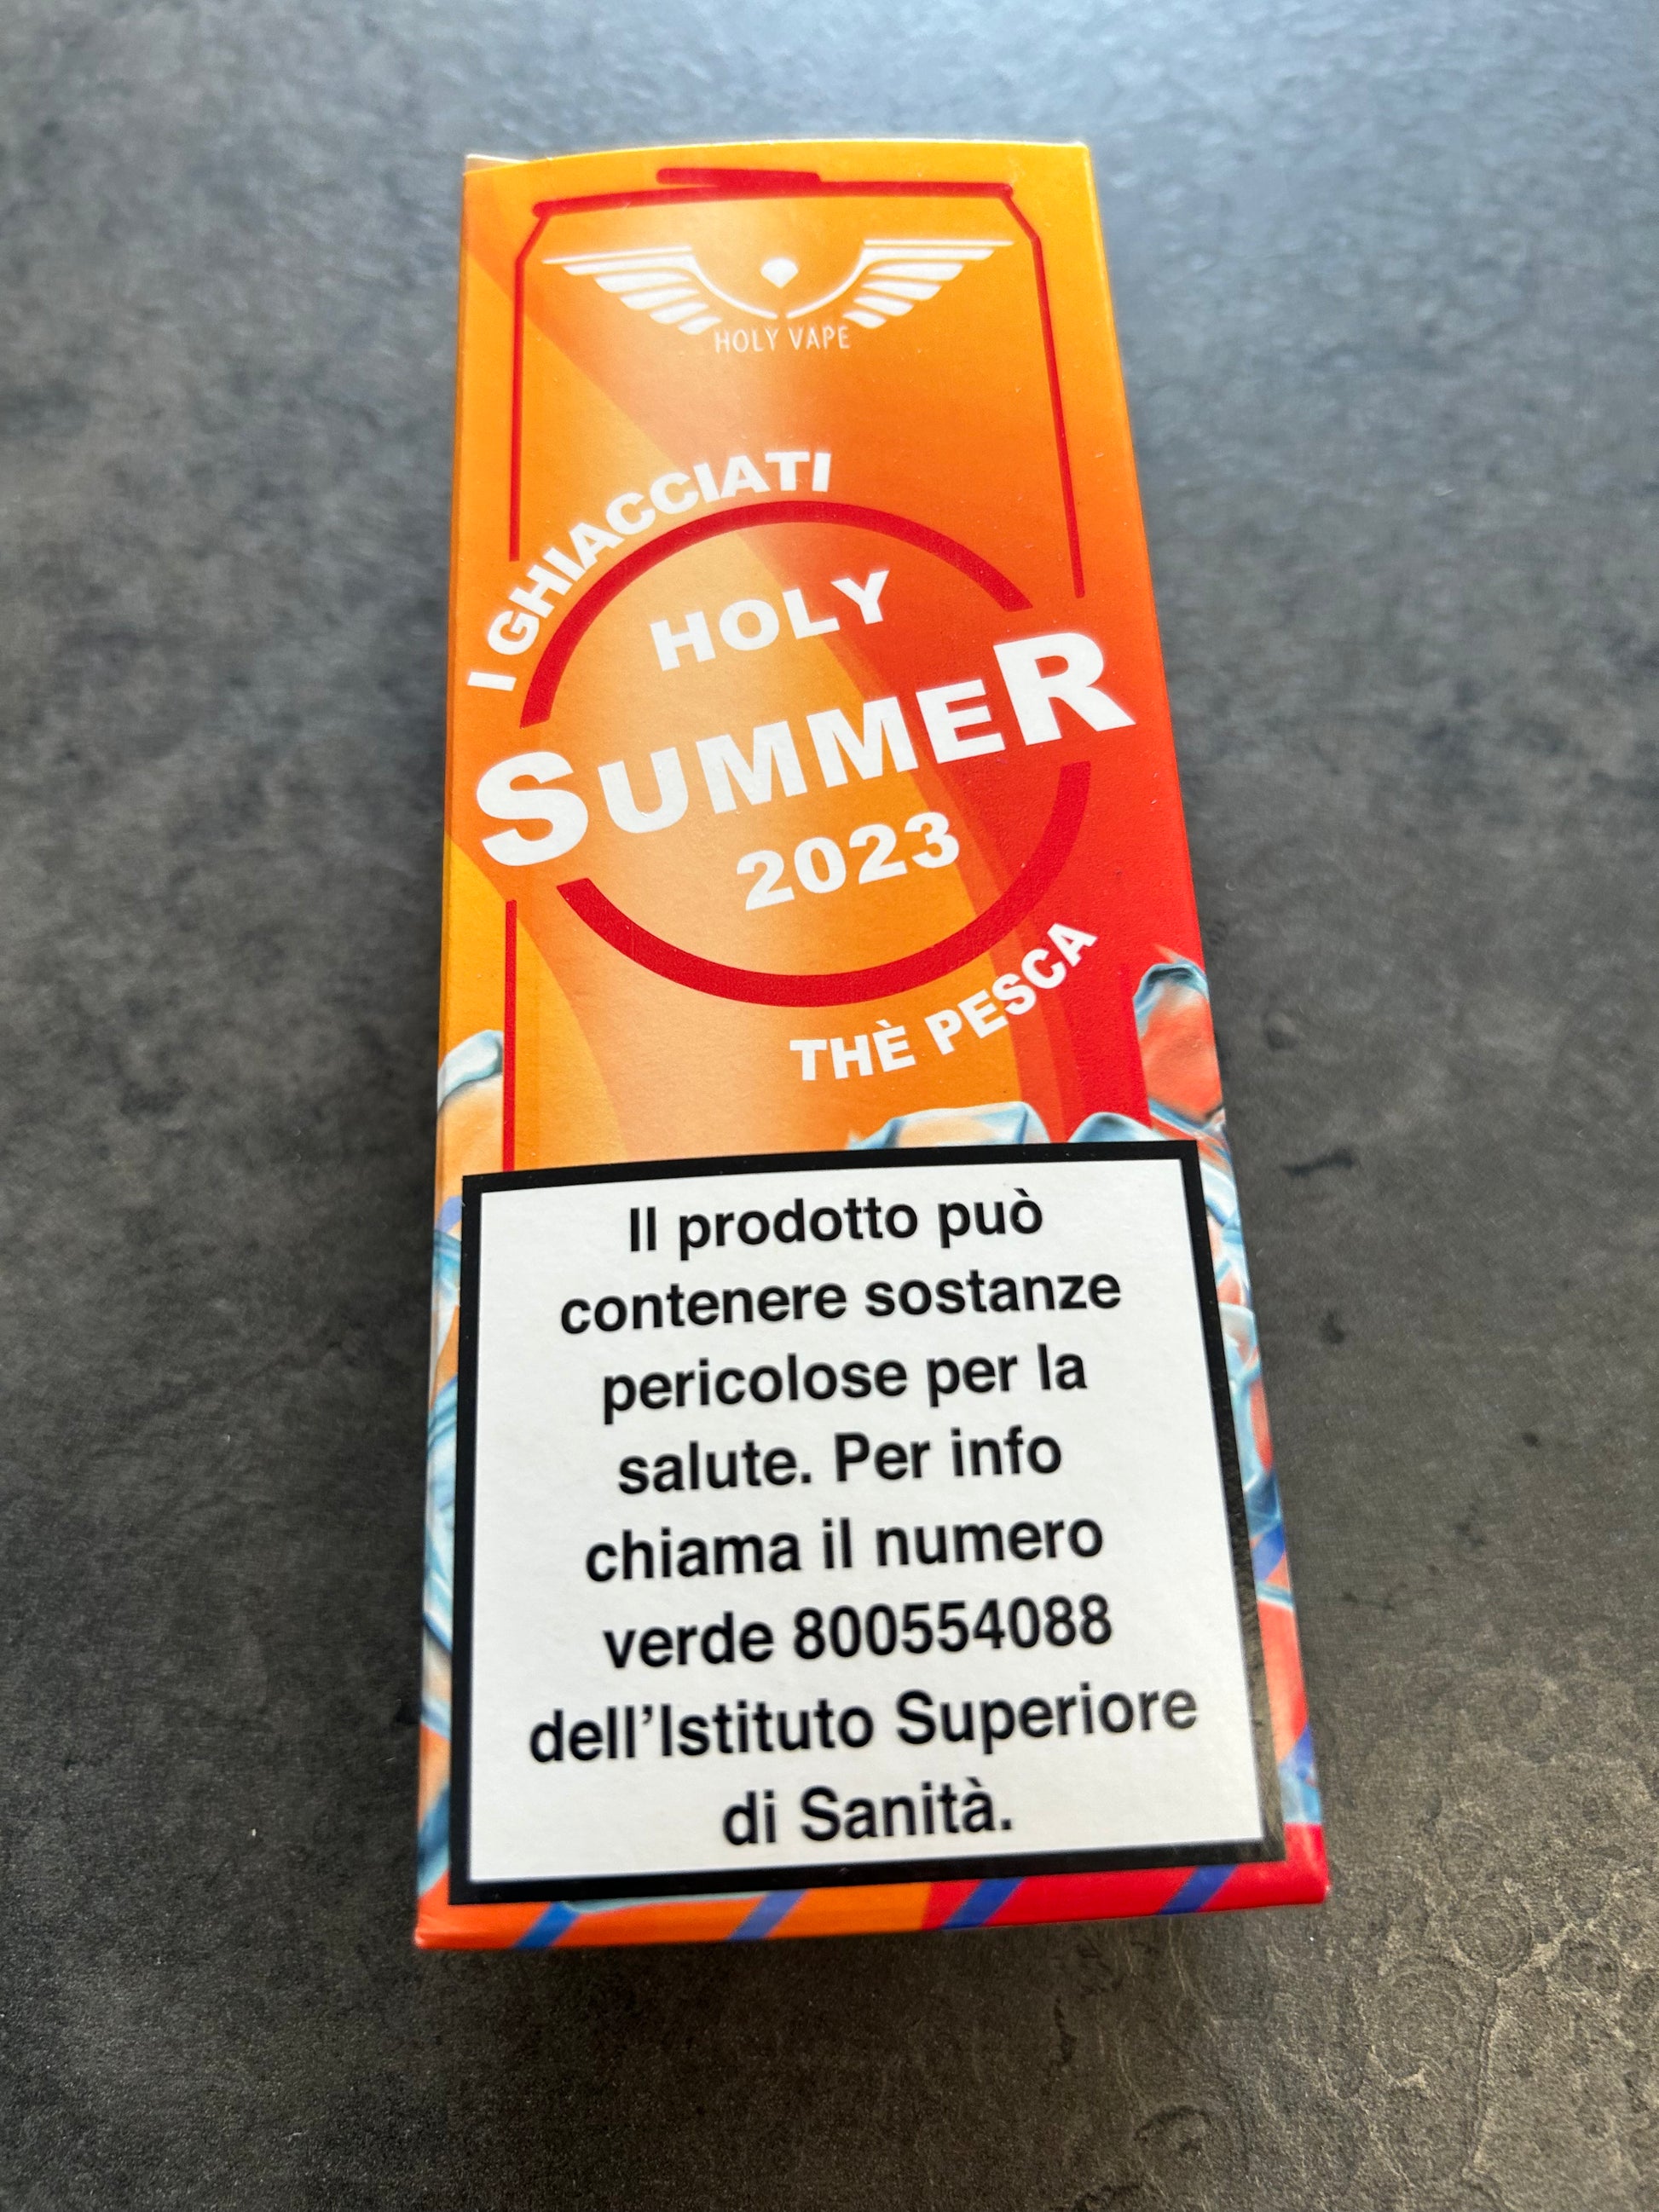 HOLY VAPE
I GHIACCIATI
HOLY
SUMMER
2023
THÈ PESCA
Il prodotto può
contenere sostanze
pericolose per la
salute. Per info
chiama il numero
verde 800554088
dell'Istituto Superiore
di Sanità.